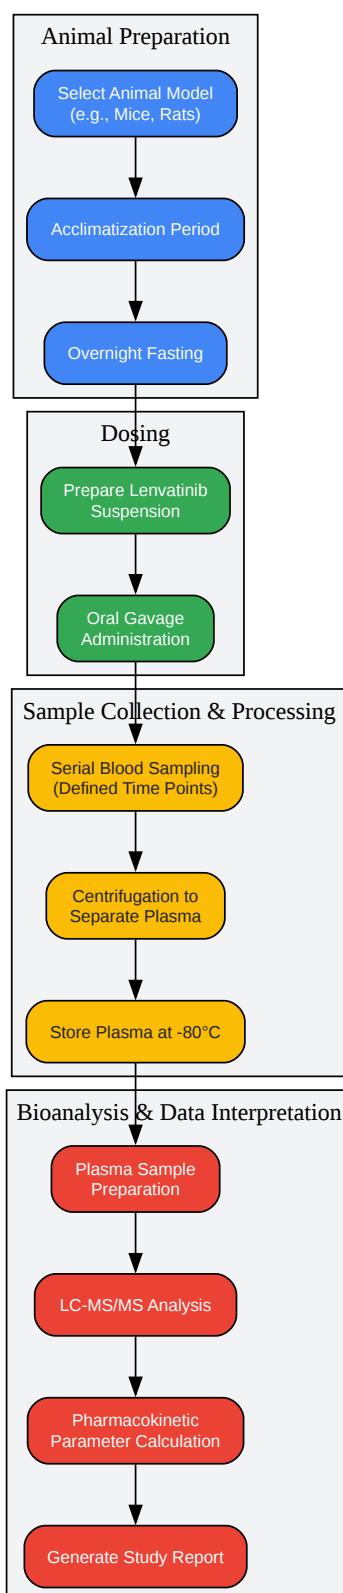 Animal Preparation
Select Animal Model
(e.g., Mice, Rats)
Acclimatization Period
Overnight Fasting
Dosing
Prepare Lenvatinib
Suspension
Oral Gavage
Administration
Sample Collection & Processing
Serial Blood Sampling
(Defined Time Points)
Centrifugation to
Separate Plasma
Store Plasma at -80°C
Bioanalysis & Data Interpretation
Plasma Sample
Preparation
LC-MS/MS Analysis
Pharmacokinetic
Parameter Calculation
Generate Study Report